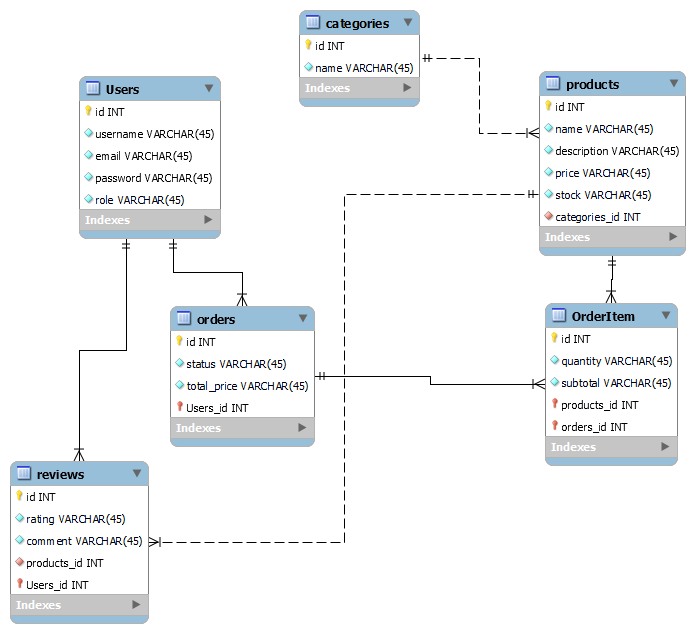 categories
id INT
name VARCHAR(45)
Indexes
Users
id INT
username VARCHAR(45)
email VARCHAR(45)
password VARCHAR(45)
role VARCHAR(45)
Indexes
products
id INT
name VARCHAR(45)
description VARCHAR(45)
price VARCHAR(45)
stock VARCHAR(45)
categories_id INT
Indexes
orders
id INT
status VARCHAR(45)
total_price VARCHAR(45)
Users_id INT
Indexes
OrderItem
id INT
quantity VARCHAR(45)
subtotal VARCHAR(45)
products_id INT
orders_id INT
Indexes
reviews
id INT
rating VARCHAR(45)
comment VARCHAR(45)
products_id INT
Users_id INT
Indexes